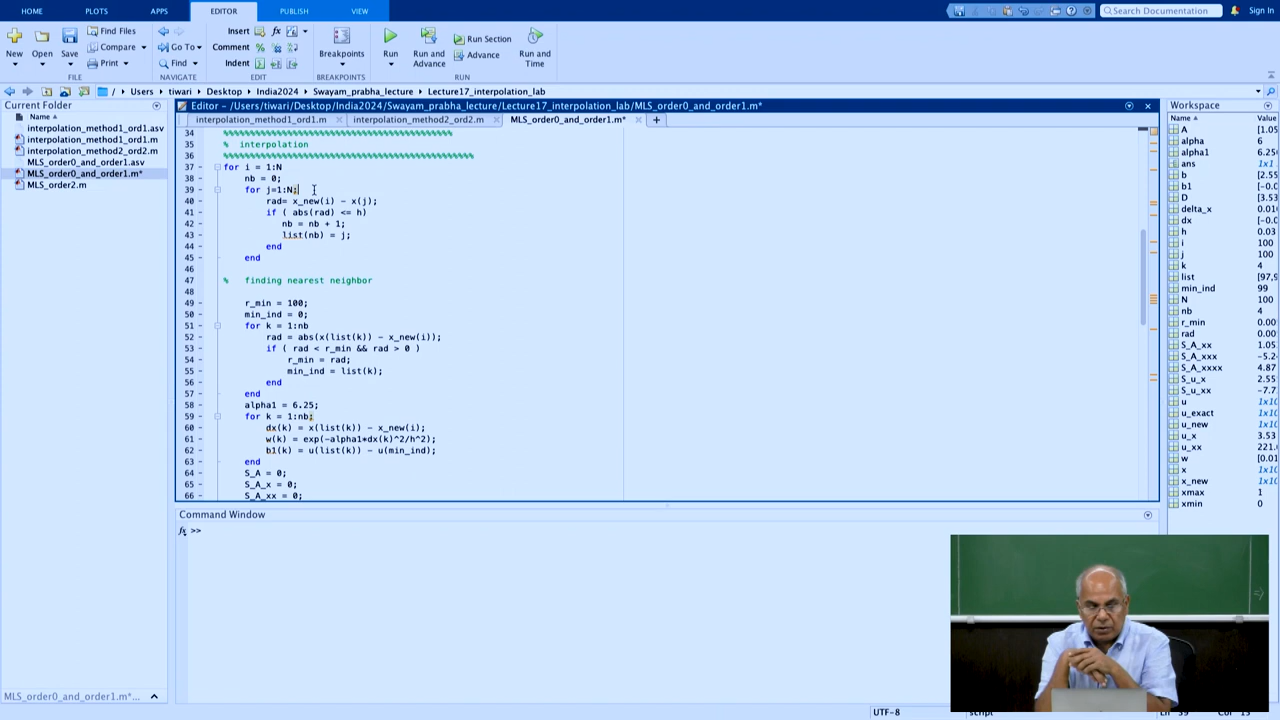 HOME PLOTS APPS EDITOR PUBLISH VIEW
Search Documentation Sign In
New Open Save Find Files Compare Print Go To Find Insert Comment Indent Breakpoints Run Run and Advance Run Section Advance Run and Time
FILE NAVIGATE EDIT BREAKPOINTS RUN
/ Users tiwari Desktop India2024 Swayam_prabha_lecture Lecture17_interpolation_lab
Current Folder
Name
interpolation_method1_ord1.asv
interpolation_method1_ord1.m
interpolation_method2_ord2.m
MLS_order0_and_order1.asv
MLS_order0_and_order1.m*
MLS_order2.m
MLS_order0_and_order1.m*...
Editor - /Users/tiwari/Desktop/India2024/Swayam_prabha_lecture/Lecture17_interpolation_lab/MLS_order0_and_order1.m*
interpolation_method1_ord1.m interpolation_method2_ord2.m MLS_order0_and_order1.m*
34
35 % interpolation
36
37 for i = 1:N
38 nb = 0;
39 for j=1:N;
40 rad= x_new(i) - x(j);
41 if ( abs(rad) <= h)
42 nb = nb + 1;
43 list(nb) = j;
44 end
45 end
46
47 % finding nearest neighbor
48
49 r_min = 100;
50 min_ind = 0;
51 for k = 1:nb
52 rad = abs(x(list(k)) - x_new(i));
53 if ( rad < r_min && rad > 0 )
54 r_min = rad;
55 min_ind = list(k);
56 end
57 end
58 alpha1 = 6.25;
59 for k = 1:nb;
60 dx(k) = x(list(k)) - x_new(i);
61 w(k) = exp(-alpha1*dx(k)^2/h^2);
62 b1(k) = u(list(k)) - u(min_ind);
63 end
64 S_A = 0;
65 S_A_x = 0;
66 S_A_xx = 0;
Command Window
fx >>
Workspace
Name Value
A [1.05
alpha 6
alpha1 6.25
ans 1x1
b [2.55
b1 [-0.0
D [3.53
delta_x 0.01
dx [-0.0
h 0.03
i 100
j 100
k 4
list [97,9
min_ind 99
N 100
nb 4
r_min 0.00
rad 0.00
S_A_xx 1.05
S_A_xxx -5.2
S_A_xxxx 4.87
S_u_x 2.55
S_u_xx -7.7
u 1x10
u_exact 1x10
u_new 1x10
u_x 3.53
u_xx 221.
w [0.01
x 1x10
x_new 1x10
xmax 1
xmin 0
UTF-8 script Ln 39 Col 15